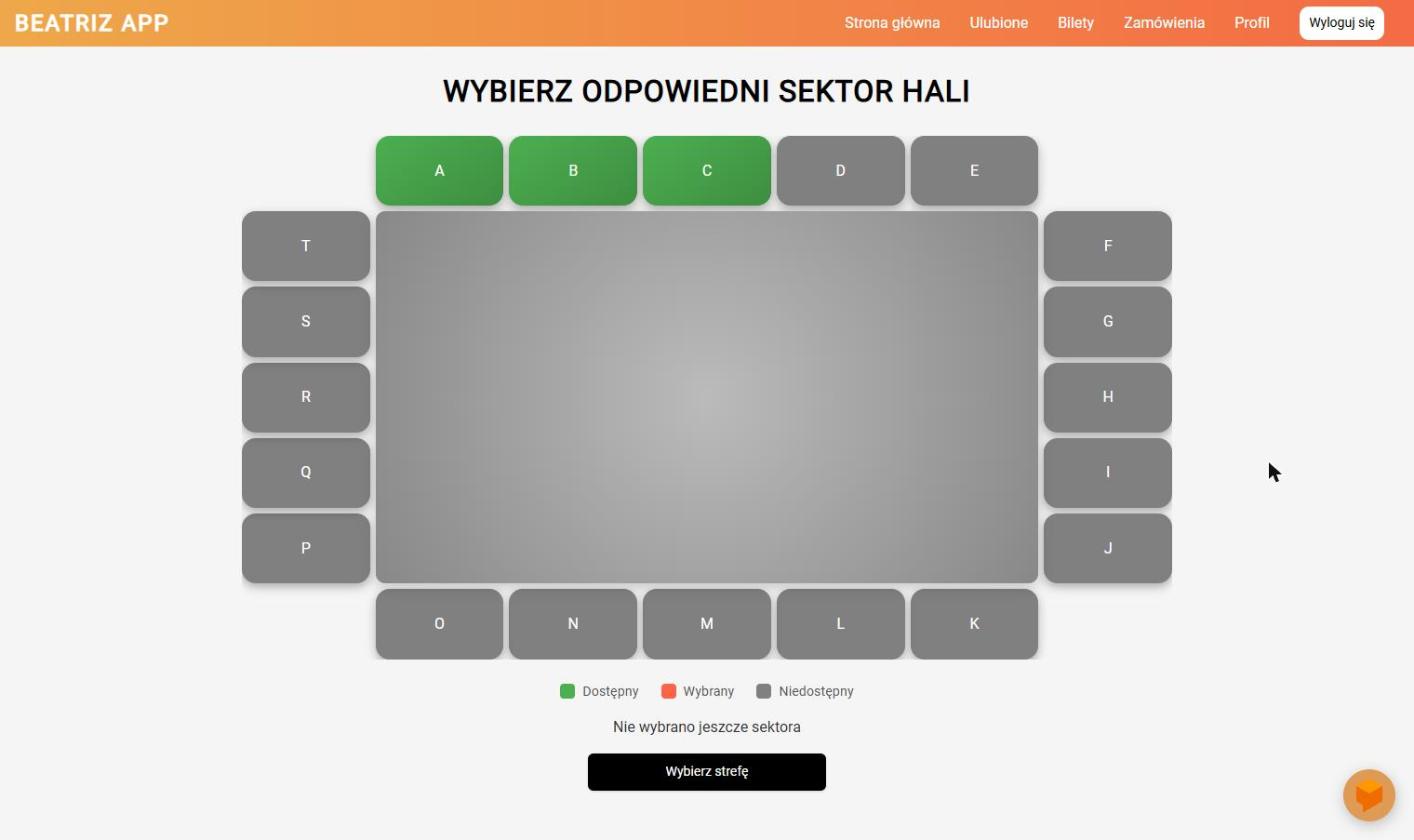 BEATRIZ APP
Strona główna Ulubione Bilety Zamówienia Profil Wyloguj się
WYBIERZ ODPOWIEDNI SEKTOR HALI
A B C D E
T F
S G
R H
Q I
P J
O N M L K
Dostępny Wybrany Niedostępny
Nie wybrano jeszcze sektora
Wybierz strefę